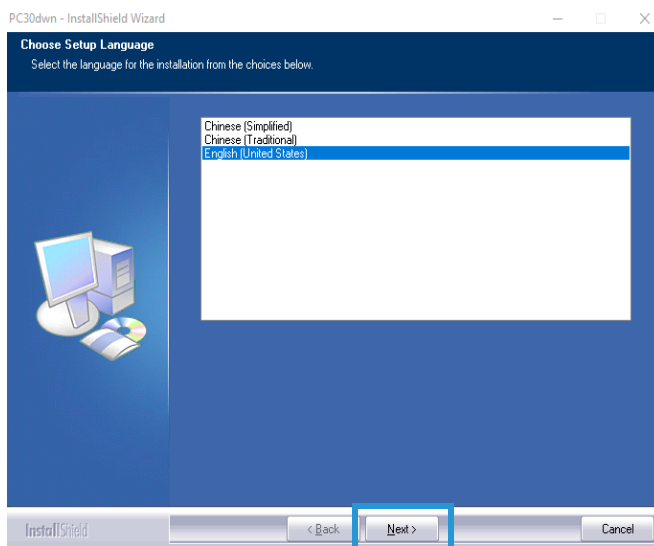 PC30dwn - InstallShield Wizard
Choose Setup Language
Select the language for the installation from the choices below.
Chinese (Simplified)
Chinese (Traditional)
English (United States)
InstallShield
< Back
Next >
Cancel